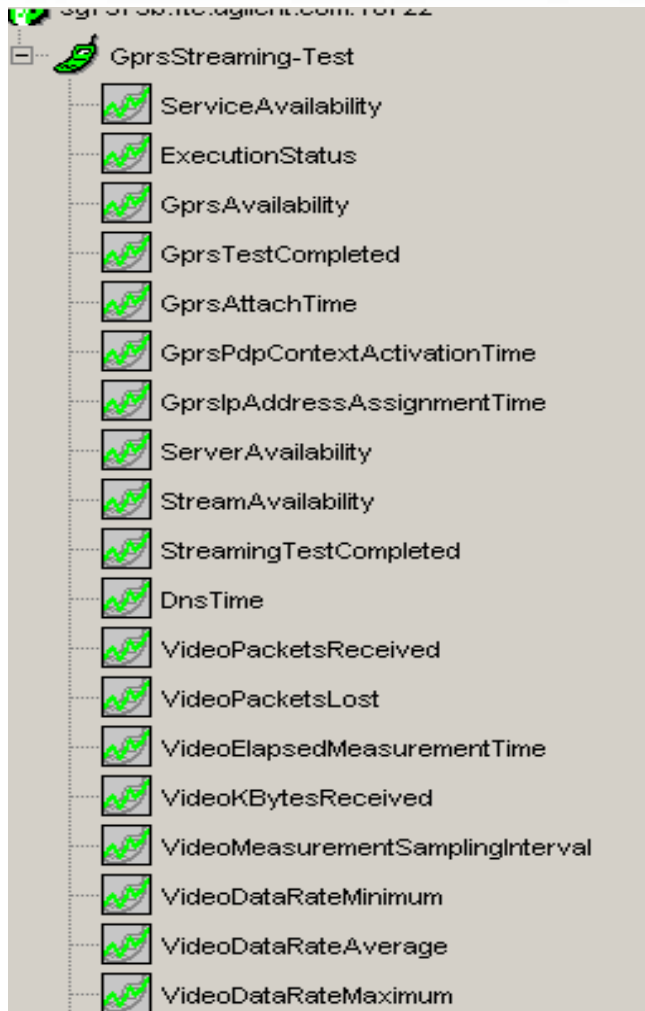 GprsStreaming-Test
ServiceAvailability
ExecutionStatus
GprsAvailability
GprsTestCompleted
GprsAttachTime
GprsPdpContextActivationTime
GprsIpAddressAssignmentTime
ServerAvailability
StreamAvailability
StreamingTestCompleted
DnsTime
VideoPacketsReceived
VideoPacketsLost
VideoElapsedMeasurementTime
VideoKBytesReceived
VideoMeasurementSamplingInterval
VideoDataRateMinimum
VideoDataRateAverage
VideoDataRateMaximum